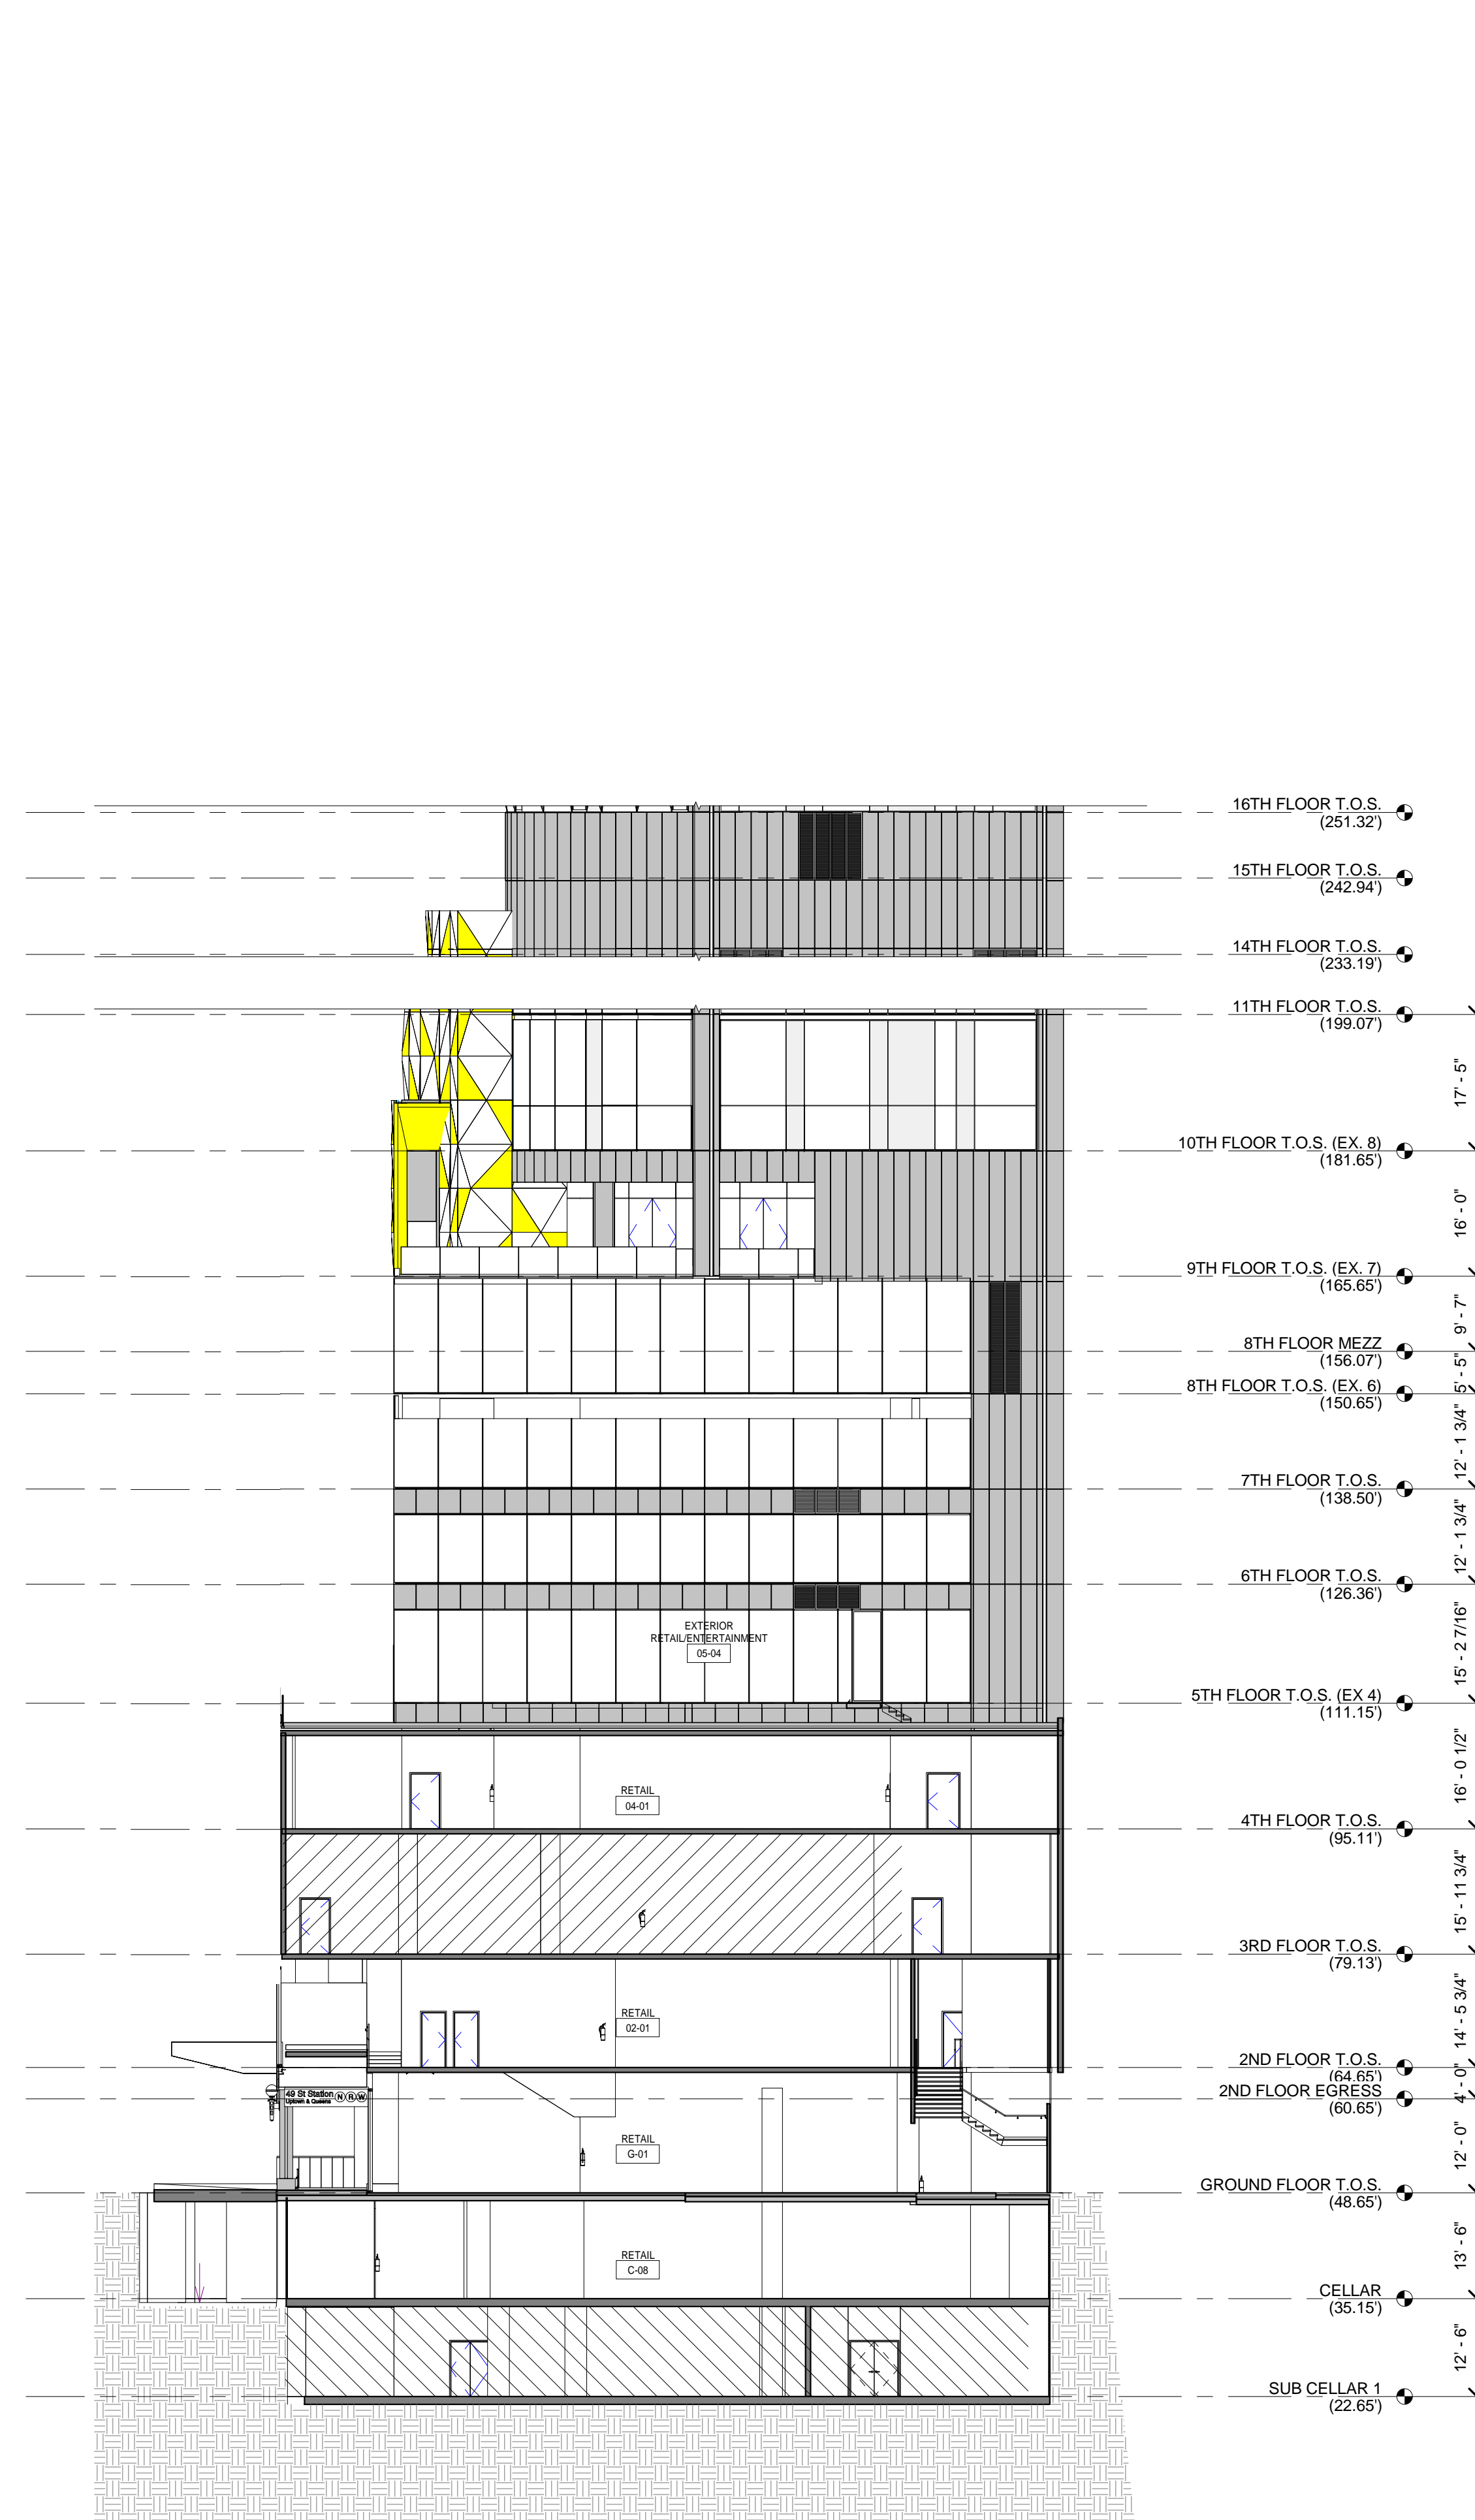 16TH FLOOR T.O.S.
(251.32')
15TH FLOOR T.O.S.
(242.94')
14TH FLOOR T.O.S.
(233.19')
11TH FLOOR T.O.S.
(199.07')
17' - 5"
10TH FLOOR T.O.S. (EX. 8)
(181.65')
16' - 0"
9TH FLOOR T.O.S. (EX. 7)
(165.65')
9' - 7"
8TH FLOOR MEZZ
(156.07')
5' - 5"
8TH FLOOR T.O.S. (EX. 6)
(150.65')
12' - 1 3/4"
7TH FLOOR T.O.S.
(138.50')
12' - 1 3/4"
6TH FLOOR T.O.S.
(126.36')
EXTERIOR
RETAIL/ENTERTAINMENT
05-04
15' - 2 7/16"
5TH FLOOR T.O.S. (EX 4)
(111.15')
16' - 0 1/2"
RETAIL
04-01
4TH FLOOR T.O.S.
(95.11')
15' - 11 3/4"
3RD FLOOR T.O.S.
(79.13')
14' - 5 3/4"
RETAIL
02-01
2ND FLOOR T.O.S.
(64.65')
4' - 0"
2ND FLOOR EGRESS
(60.65')
49 St Station N R W
Uptown & Queens
12' - 0"
RETAIL
G-01
GROUND FLOOR T.O.S.
(48.65')
13' - 6"
RETAIL
C-08
CELLAR
(35.15')
12' - 6"
SUB CELLAR 1
(22.65')